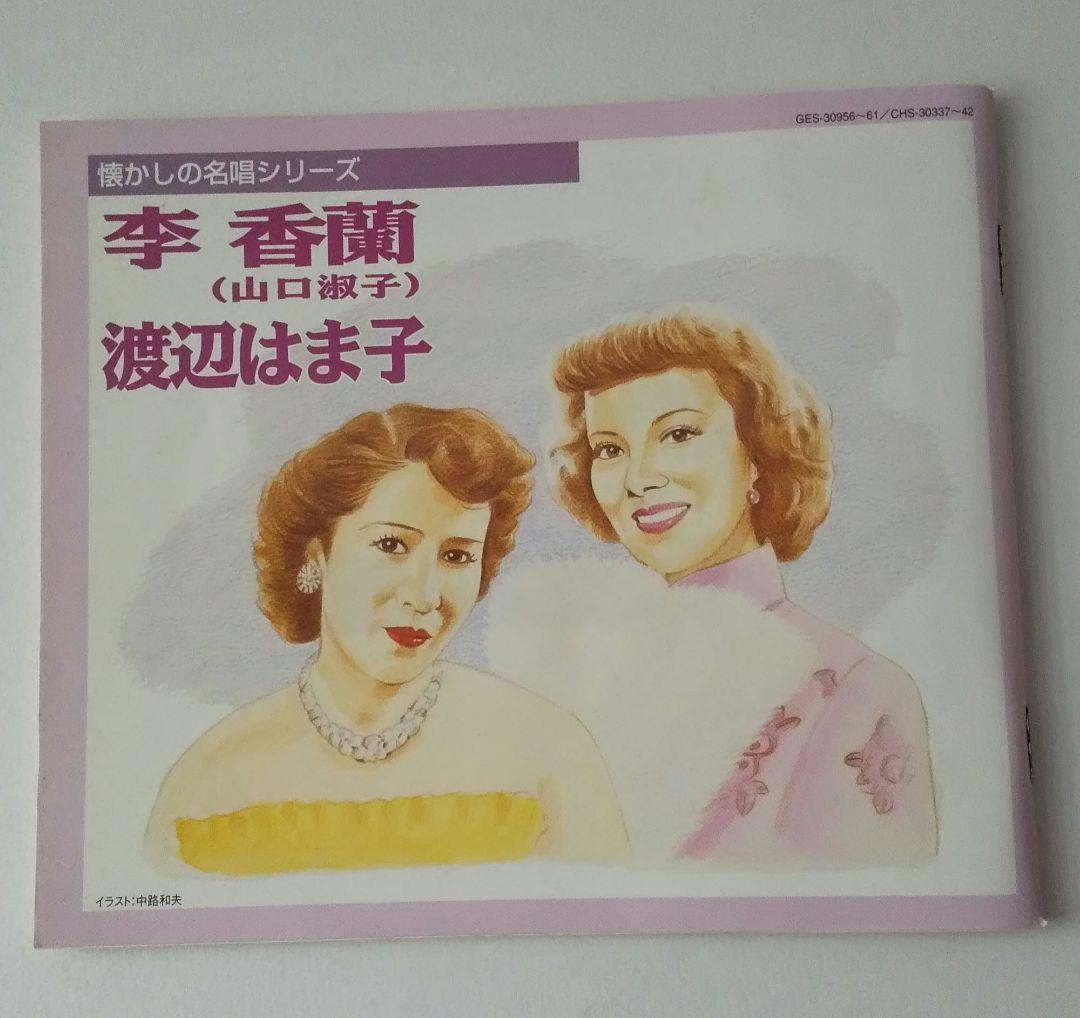 GES-30956～61／CHS-30337～42
懐かしの名唱シリーズ
李 香蘭
（山口淑子）
渡辺はま子
イラスト:中路和夫